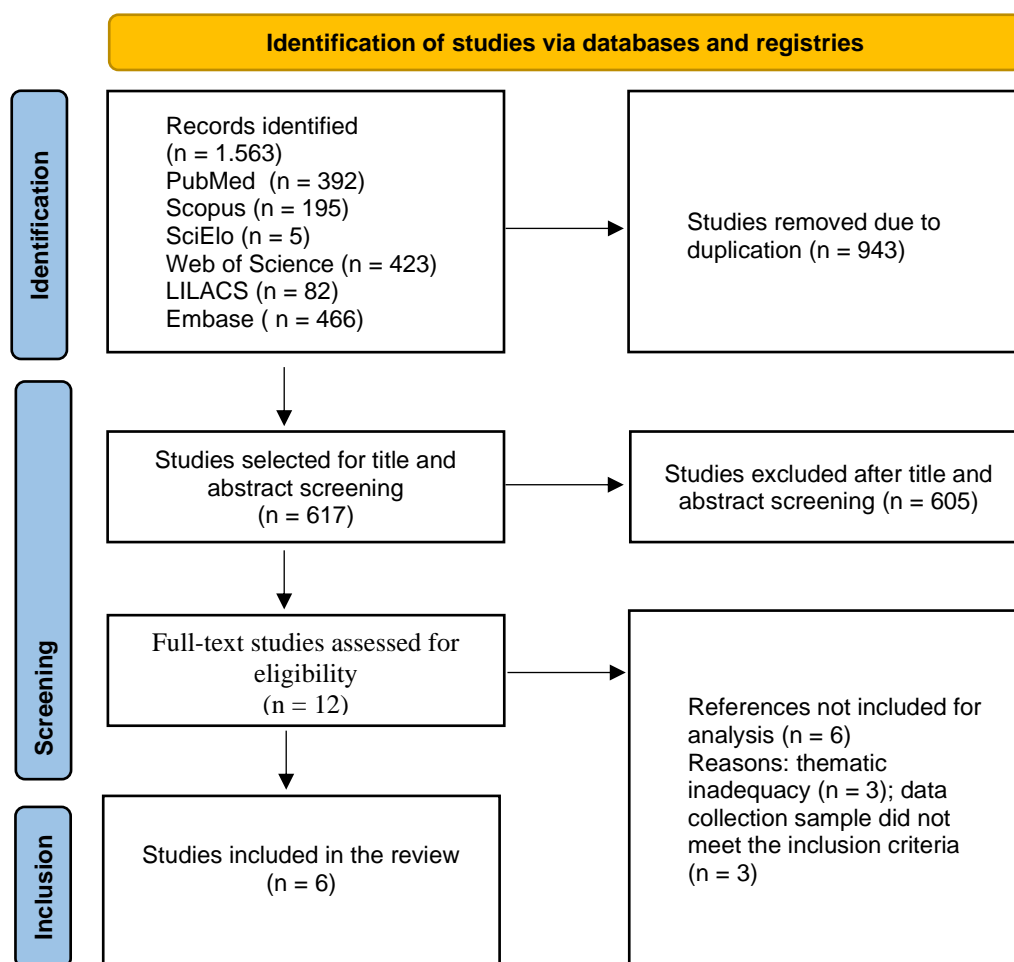 Identification of studies via databases and registries
Identification
Records identified
(n = 1.563)
PubMed (n = 392)
Scopus (n = 195)
SciElo (n = 5)
Web of Science (n = 423)
LILACS (n = 82)
Embase ( n = 466)
Studies removed due to
duplication (n = 943)
Screening
Studies selected for title and
abstract screening
(n = 617)
Studies excluded after title and
abstract screening (n = 605)
Full-text studies assessed for
eligibility
(n = 12)
References not included for
analysis (n = 6)
Reasons: thematic
inadequacy (n = 3); data
collection sample did not
meet the inclusion criteria
(n = 3)
Inclusion
Studies included in the review
(n = 6)